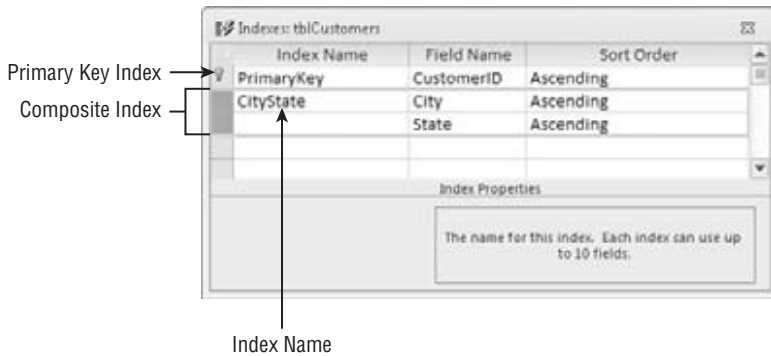 Indexes: tblCustomers
Index Name Field Name Sort Order
Primary Key Index
PrimaryKey CustomerID Ascending
Composite Index
CityState City Ascending
State Ascending
Index Properties
The name for this index. Each index can use up
to 10 fields.
Index Name